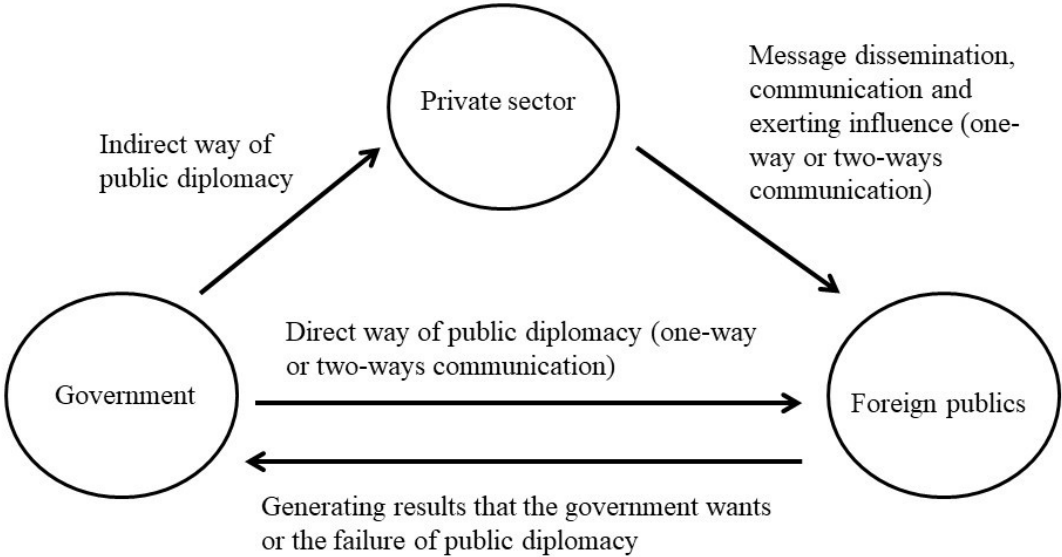 Private sector
Message dissemination,
communication and
exerting influence (one-
way or two-ways
communication)
Indirect way of
public diplomacy
Direct way of public diplomacy (one-way
or two-ways communication)
Government
Foreign publics
Generating results that the government wants
or the failure of public diplomacy